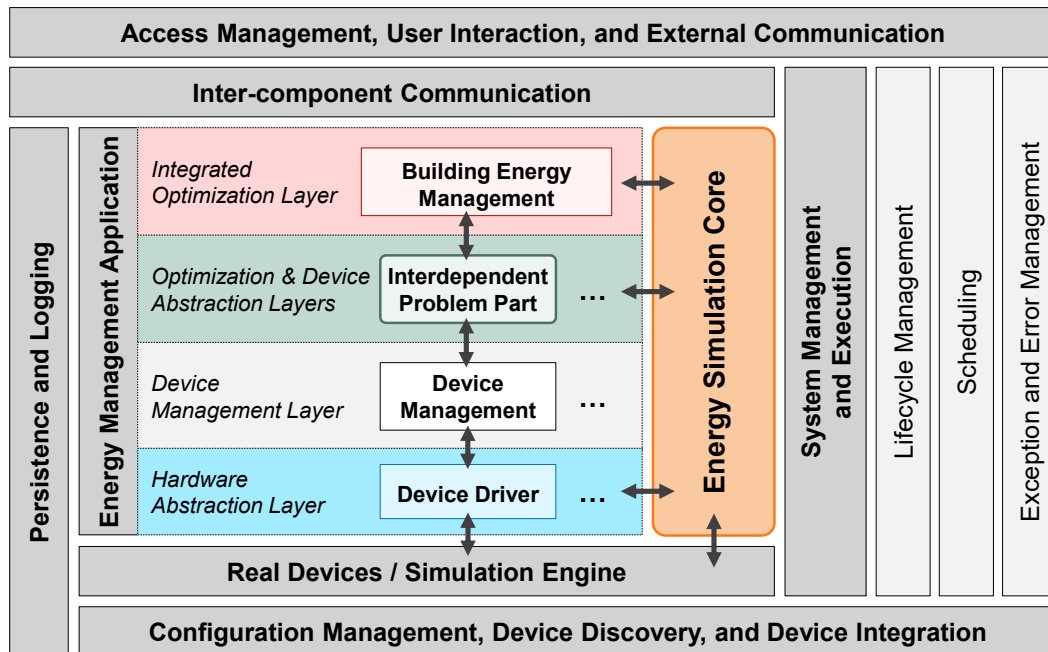 Access Management, User Interaction, and External Communication
Inter-component Communication
Persistence and Logging
Energy Management Application
Integrated
Optimization Layer
Building Energy
Management
Optimization & Device
Abstraction Layers
Interdependent
Problem Part
...
Device
Management Layer
Device
Management
...
Hardware
Abstraction Layer
Device Driver
...
Energy Simulation Core
System Management
and Execution
Lifecycle Management
Scheduling
Exception and Error Management
Real Devices / Simulation Engine
Configuration Management, Device Discovery, and Device Integration